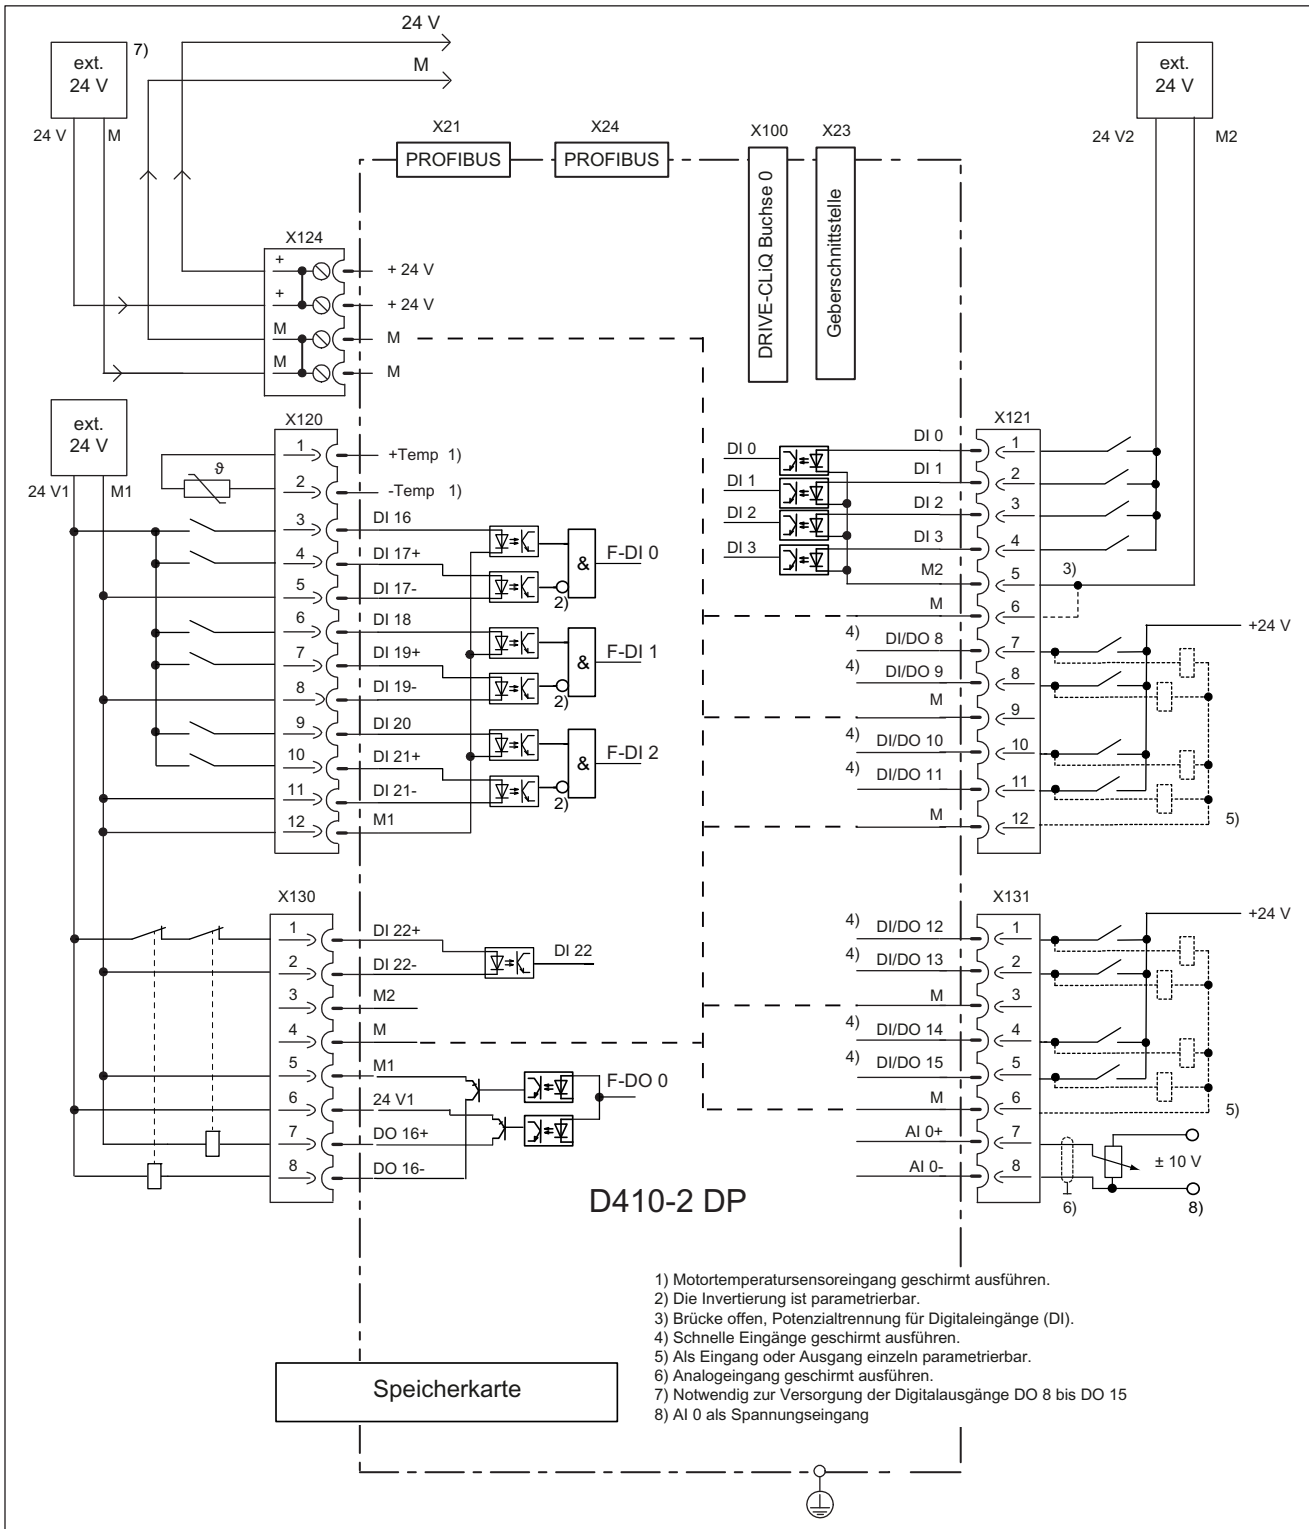 24 V
M
ext.
24 V
7)
24 V
M
ext.
24 V
24 V2
M2
X21
PROFIBUS
X24
PROFIBUS
X100
DRIVE-CLiQ Buchse 0
X23
Geberschnittstelle
X124
+
+ 24 V
+
+ 24 V
M
M
M
M
ext.
24 V
24 V1
M1
X120
1
+Temp 1)
ϑ
2
-Temp 1)
3
DI 16
4
DI 17+
5
DI 17-
&
F-DI 0
2)
6
DI 18
7
DI 19+
8
DI 19-
&
F-DI 1
2)
9
DI 20
10
DI 21+
11
DI 21-
&
F-DI 2
2)
12
M1
X121
DI 0
DI 0
1
DI 1
DI 1
2
DI 2
DI 2
3
DI 3
DI 3
4
M2
5
3)
M
6
+24 V
4)
DI/DO 8
7
4)
DI/DO 9
8
M
9
4)
DI/DO 10
10
4)
DI/DO 11
11
M
12
5)
X130
1
DI 22+
2
DI 22-
DI 22
3
M2
4
M
5
M1
6
24 V1
F-DO 0
7
DO 16+
8
DO 16-
X131
+24 V
4)
DI/DO 12
1
4)
DI/DO 13
2
M
3
4)
DI/DO 14
4
4)
DI/DO 15
5
M
6
5)
AI 0+
7
± 10 V
AI 0-
8
6)
8)
D410-2 DP
1) Motortemperatursensoreingang geschirmt ausführen.
2) Die Invertierung ist parametrierbar.
3) Brücke offen, Potenzialtrennung für Digitaleingänge (DI).
4) Schnelle Eingänge geschirmt ausführen.
5) Als Eingang oder Ausgang einzeln parametrierbar.
6) Analogeingang geschirmt ausführen.
7) Notwendig zur Versorgung der Digitalausgänge DO 8 bis DO 15
8) AI 0 als Spannungseingang
Speicherkarte